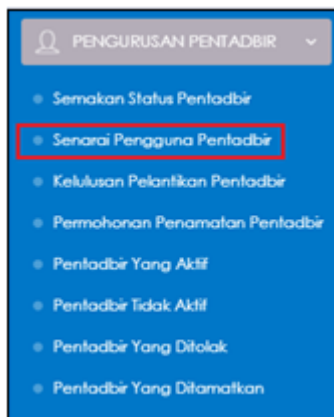 PENGURUSAN PENTADBIR
Semakan Status Pentadbir
Senarai Pengguna Pentadbir
Kelulusan Pelantikan Pentadbir
Permohonan Penamatan Pentadbir
Pentadbir Yang Aktif
Pentadbir Tidak Aktif
Pentadbir Yang Ditolak
Pentadbir Yang Ditamatkan